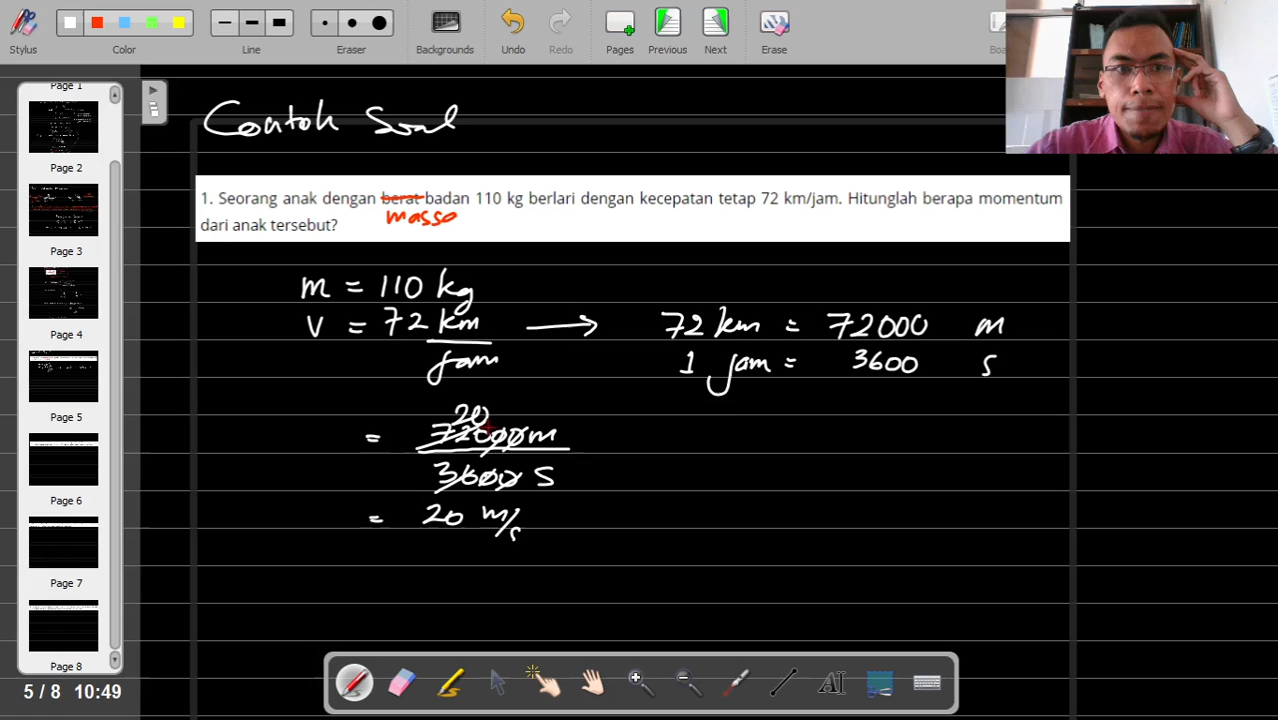 Stylus
Color
Line
Eraser
Backgrounds
Undo
Redo
Pages
Previous
Next
Erase
Boa
Page 1
Page 2
Page 3
Page 4
Page 5
Page 6
Page 7
Page 8
Contoh Soal
1. Seorang anak dengan berat badan 110 kg berlari dengan kecepatan tetap 72 km/jam. Hitunglah berapa momentum
massa
dari anak tersebut?
m = 110 kg
v = 72 km → 72 km = 72000 m
jam 1 jam = 3600 s
20
= 72000 m
3600 s
= 20 m/s
5 / 8 10:49
AI